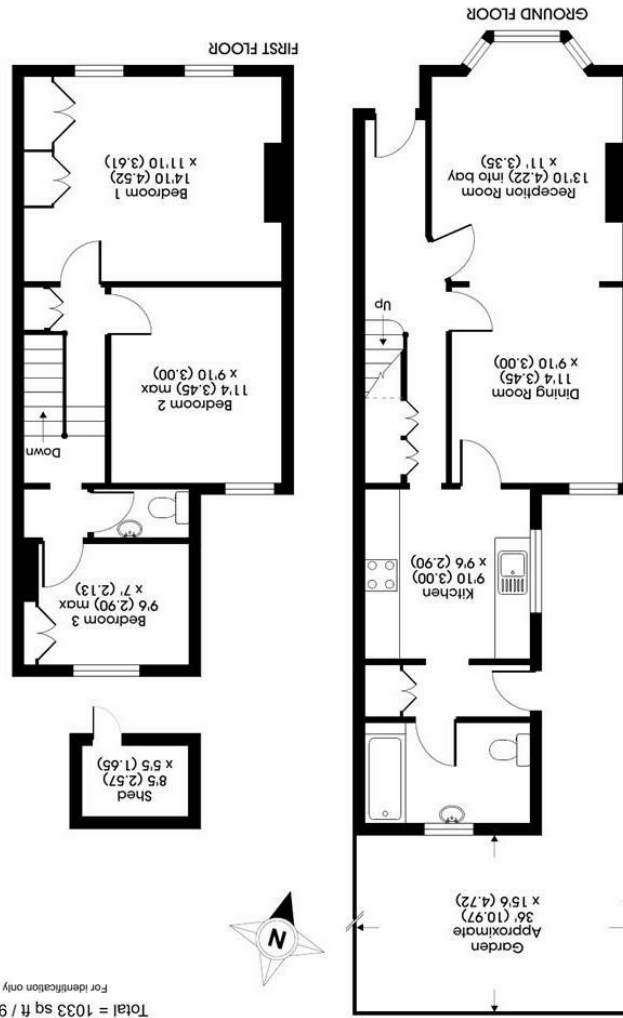 Total = 1033 sq ft / 9
For identification only
N
Garden
Approximate
36' (10.97)
x 15'6 (4.72)
Shed
8'5 (2.57)
x 5'5 (1.65)
Kitchen
9'10 (3.00)
x 9'6 (2.90)
Dining Room
11'4 (3.45)
x 9'10 (3.00)
Up
Reception Room
13'10 (4.22) into bay
x 11' (3.35)
GROUND FLOOR
Bedroom 3
9'6 (2.90) max
x 7' (2.13)
Down
Bedroom 2
11'4 (3.45) max
x 9'10 (3.00)
Bedroom 1
14'10 (4.52)
x 11'10 (3.61)
FIRST FLOOR